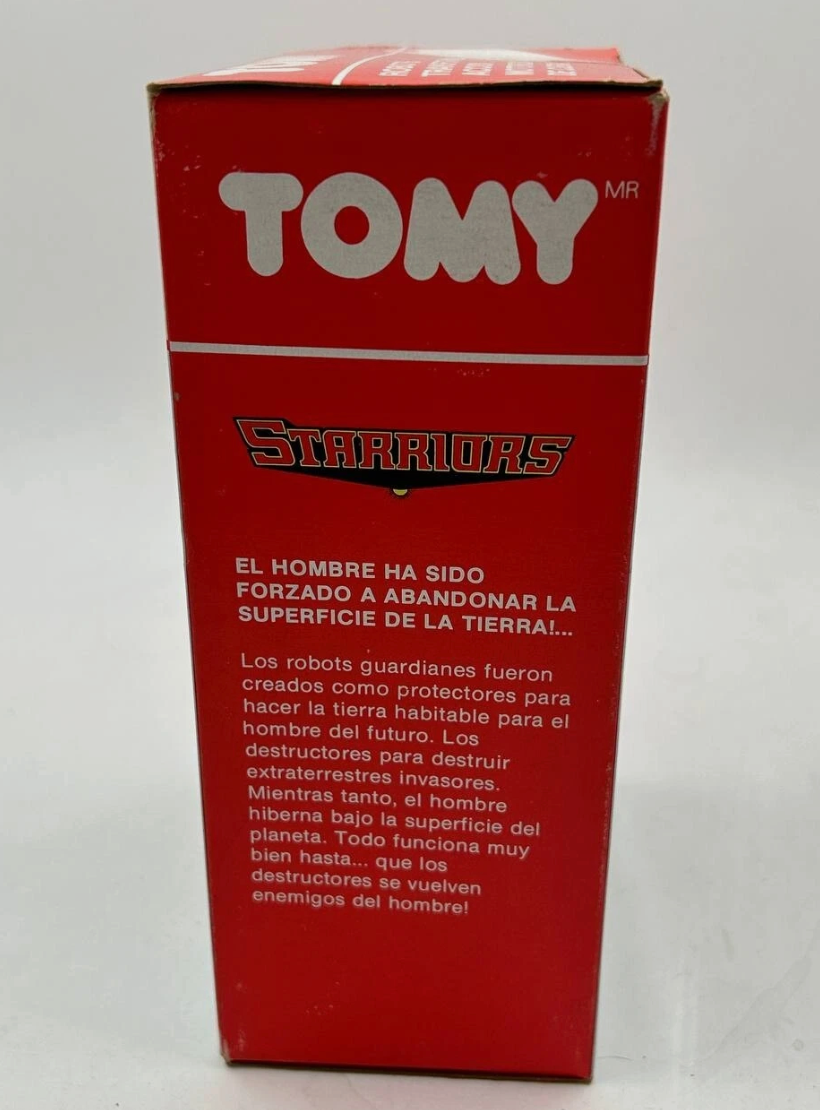 TOMY MR
STARRIORS
EL HOMBRE HA SIDO
FORZADO A ABANDONAR LA
SUPERFICIE DE LA TIERRA!...
Los robots guardianes fueron
creados como protectores para
hacer la tierra habitable para el
hombre del futuro. Los
destructores para destruir
extraterrestres invasores.
Mientras tanto, el hombre
hiberna bajo la superficie del
planeta. Todo funciona muy
bien hasta... que los
destructores se vuelven
enemigos del hombre!